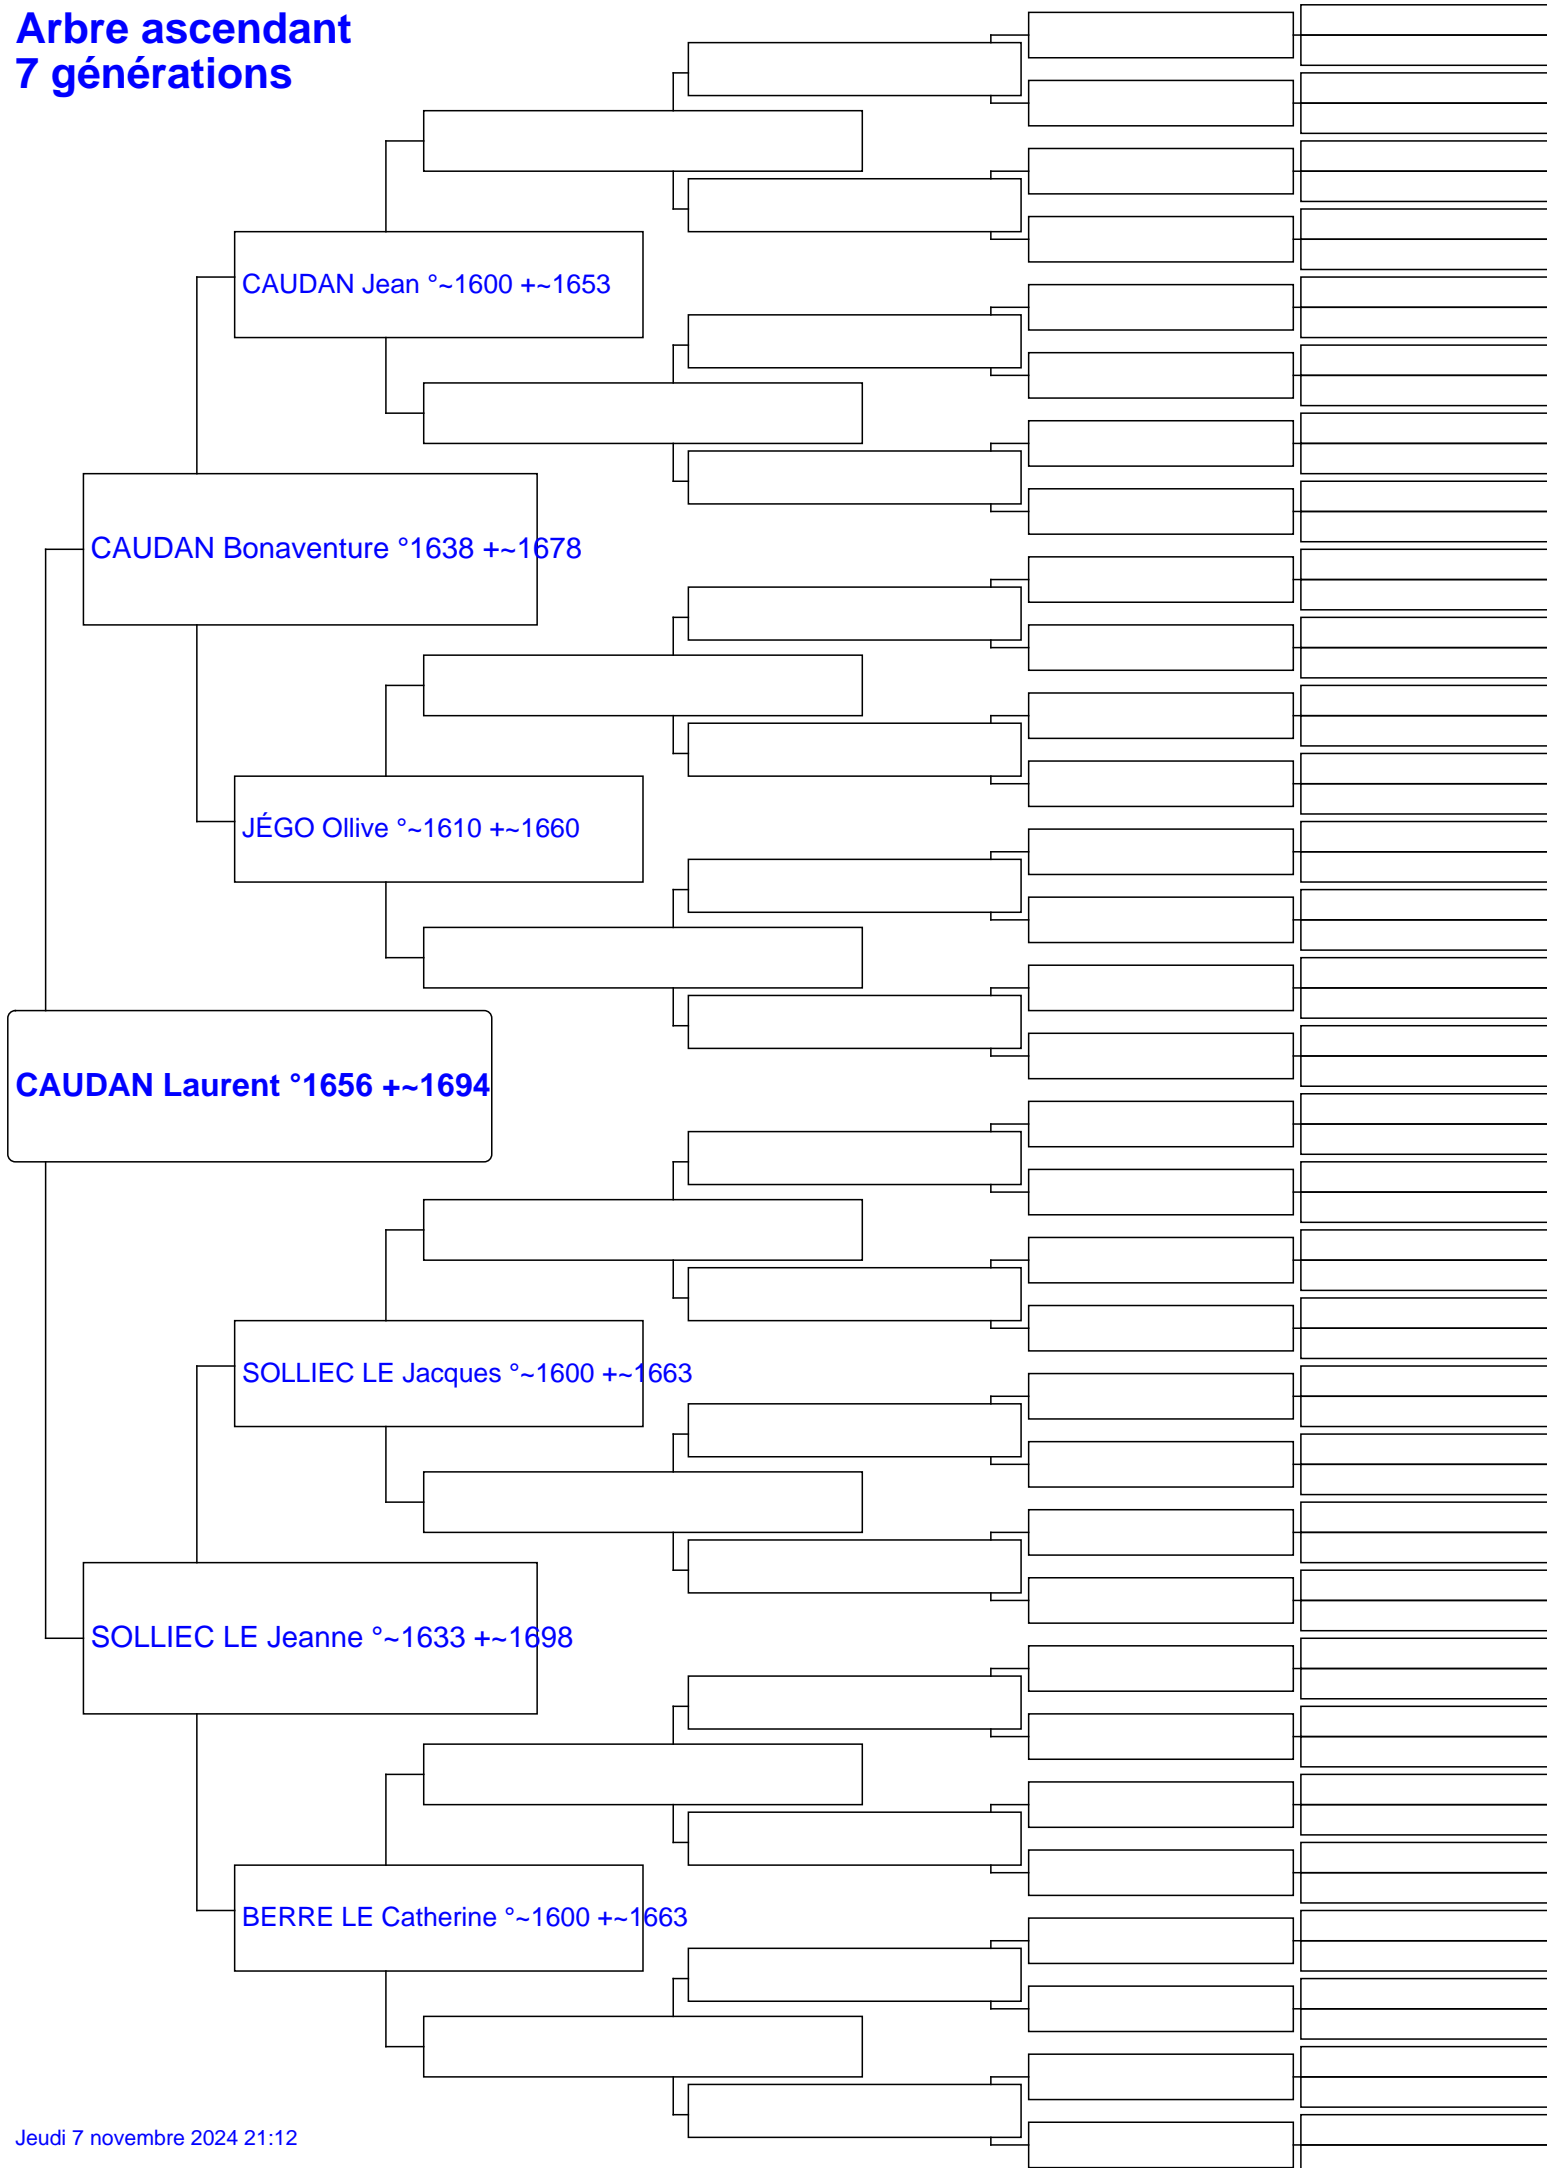 Arbre ascendant
7 générations
CAUDAN Jean °~1600 +~1653
CAUDAN Bonaventure °1638 +~1678
JÉGO Ollive °~1610 +~1660
CAUDAN Laurent °1656 +~1694
SOLLIEC LE Jacques °~1600 +~1663
SOLLIEC LE Jeanne °~1633 +~1698
BERRE LE Catherine °~1600 +~1663
Jeudi 7 novembre 2024 21:12